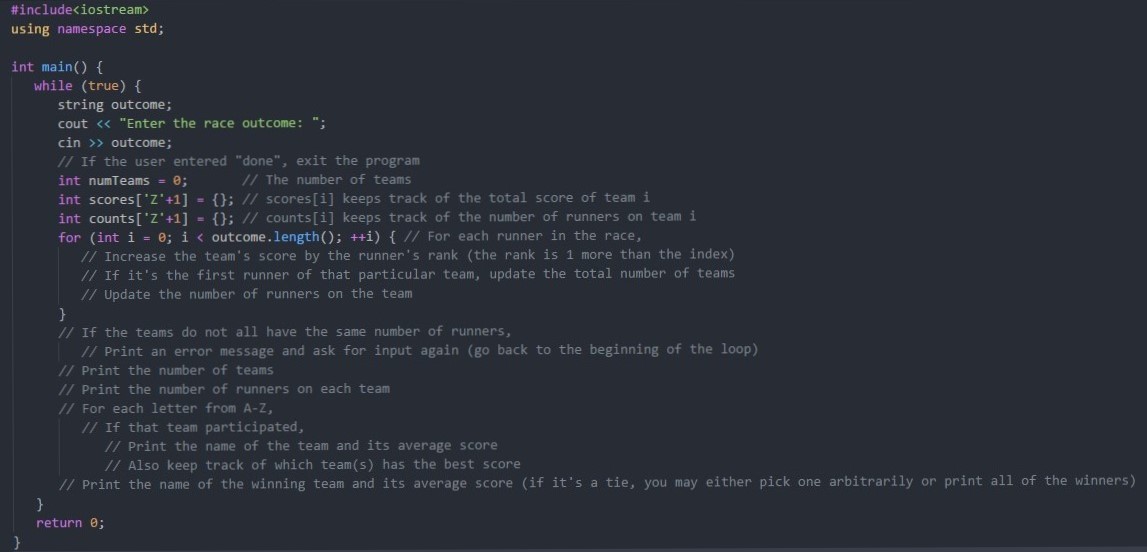 #include<iostream>
using namespace std;

int main() {
   while (true) {
      string outcome;
      cout << "Enter the race outcome: ";
      cin >> outcome;
      // If the user entered "done", exit the program
      int numTeams = 0;       // The number of teams
      int scores['Z'+1] = {}; // scores[i] keeps track of the total score of team i
      int counts['Z'+1] = {}; // counts[i] keeps track of the number of runners on team i
      for (int i = 0; i < outcome.length(); ++i) { // For each runner in the race,
         // Increase the team's score by the runner's rank (the rank is 1 more than the index)
         // If it's the first runner of that particular team, update the total number of teams
         // Update the number of runners on the team
      }
      // If the teams do not all have the same number of runners,
         // Print an error message and ask for input again (go back to the beginning of the loop)
      // Print the number of teams
      // Print the number of runners on each team
      // For each letter from A-Z,
         // If that team participated,
            // Print the name of the team and its average score
            // Also keep track of which team(s) has the best score
      // Print the name of the winning team and its average score (if it's a tie, you may either pick one arbitrarily or print all of the winners)
   }
   return 0;
}